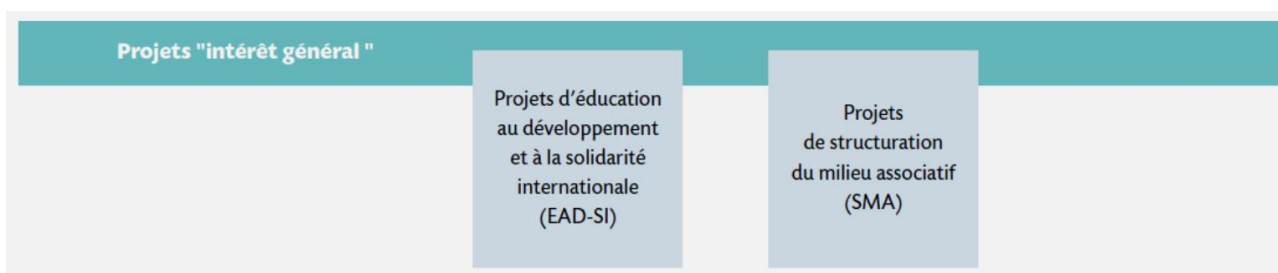 Projets "intérêt général "
Projets d'éducation
au développement
et à la solidarité
internationale
(EAD-SI)
Projets
de structuration
du milieu associatif
(SMA)